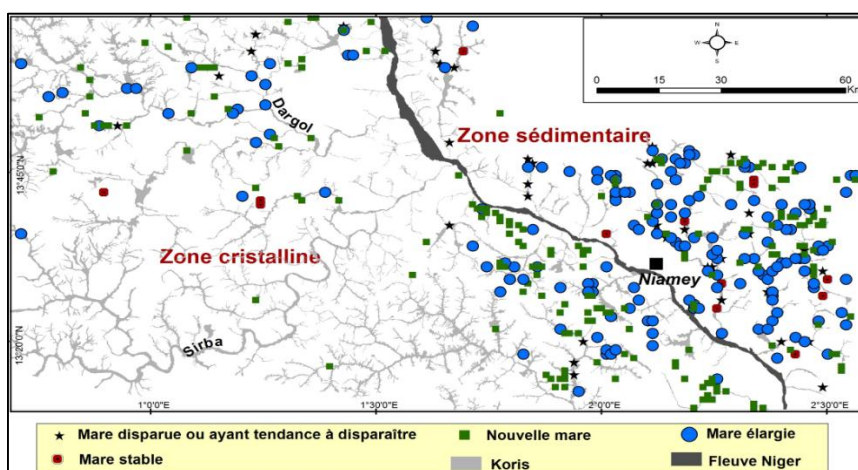 N
W E
S
0 15 30 60
Km
Dargol
Zone sédimentaire
13°45'0"N
Zone cristalline
Niamey
Sirba
13°20'0"N
1°0'0"E 1°30'0"E 2°0'0"E 2°30'0"E
Mare disparue ou ayant tendance à disparaître Nouvelle mare Mare élargie
Mare stable Koris Fleuve Niger